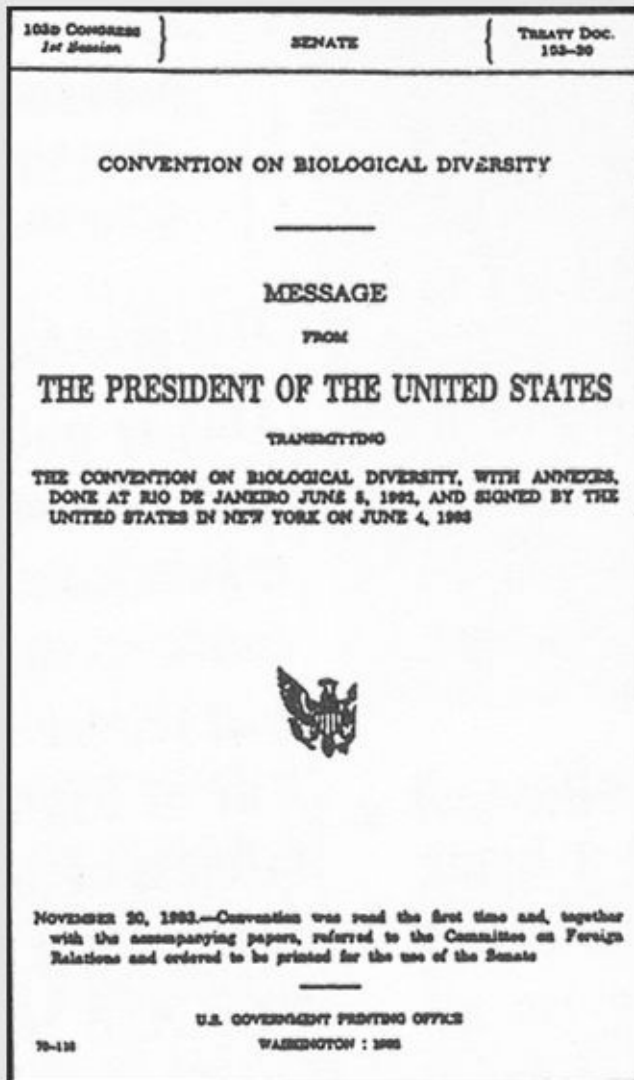 103D CONGRESS
1st Session
SENATE
TREATY DOC.
103-20
CONVENTION ON BIOLOGICAL DIVERSITY
MESSAGE
FROM
THE PRESIDENT OF THE UNITED STATES
TRANSMITTING
THE CONVENTION ON BIOLOGICAL DIVERSITY, WITH ANNEXES,
DONE AT RIO DE JANEIRO JUNE 5, 1992, AND SIGNED BY THE
UNITED STATES IN NEW YORK ON JUNE 4, 1993
NOVEMBER 20, 1993.—Convention was read the first time and, together
with the accompanying papers, referred to the Committee on Foreign
Relations and ordered to be printed for the use of the Senate
U.S. GOVERNMENT PRINTING OFFICE
WASHINGTON : 1993